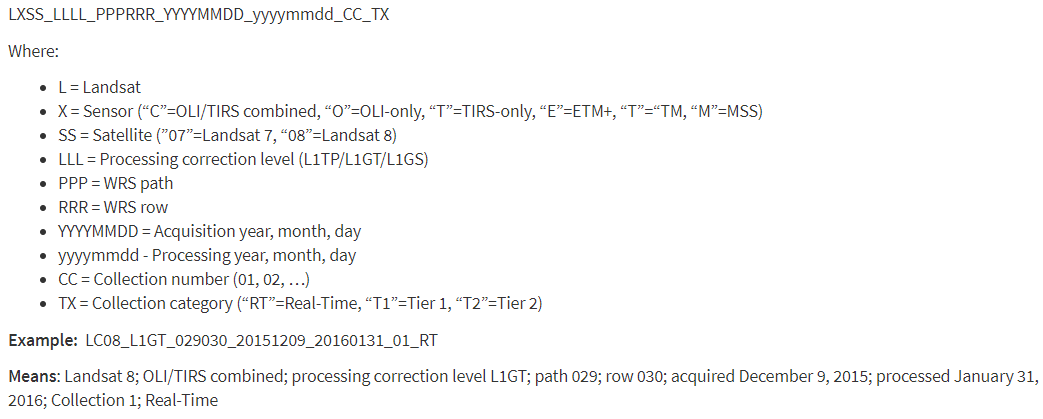 LXSS_LLLL_PPPRRR_YYYYMMDD_yyyymmdd_CC_TX
Where:
• L = Landsat
• X = Sensor (“C”=OLI/TIRS combined, “O”=OLI-only, “T”=TIRS-only, “E”=ETM+, “T”=“TM, “M”=MSS)
• SS = Satellite (”07”=Landsat 7, “08”=Landsat 8)
• LLL = Processing correction level (L1TP/L1GT/L1GS)
• PPP = WRS path
• RRR = WRS row
• YYYYMMDD = Acquisition year, month, day
• yyyymmdd - Processing year, month, day
• CC = Collection number (01, 02, …)
• TX = Collection category (“RT”=Real-Time, “T1”=Tier 1, “T2”=Tier 2)
Example:  LC08_L1GT_029030_20151209_20160131_01_RT
Means: Landsat 8; OLI/TIRS combined; processing correction level L1GT; path 029; row 030; acquired December 9, 2015; processed January 31,
2016; Collection 1; Real-Time